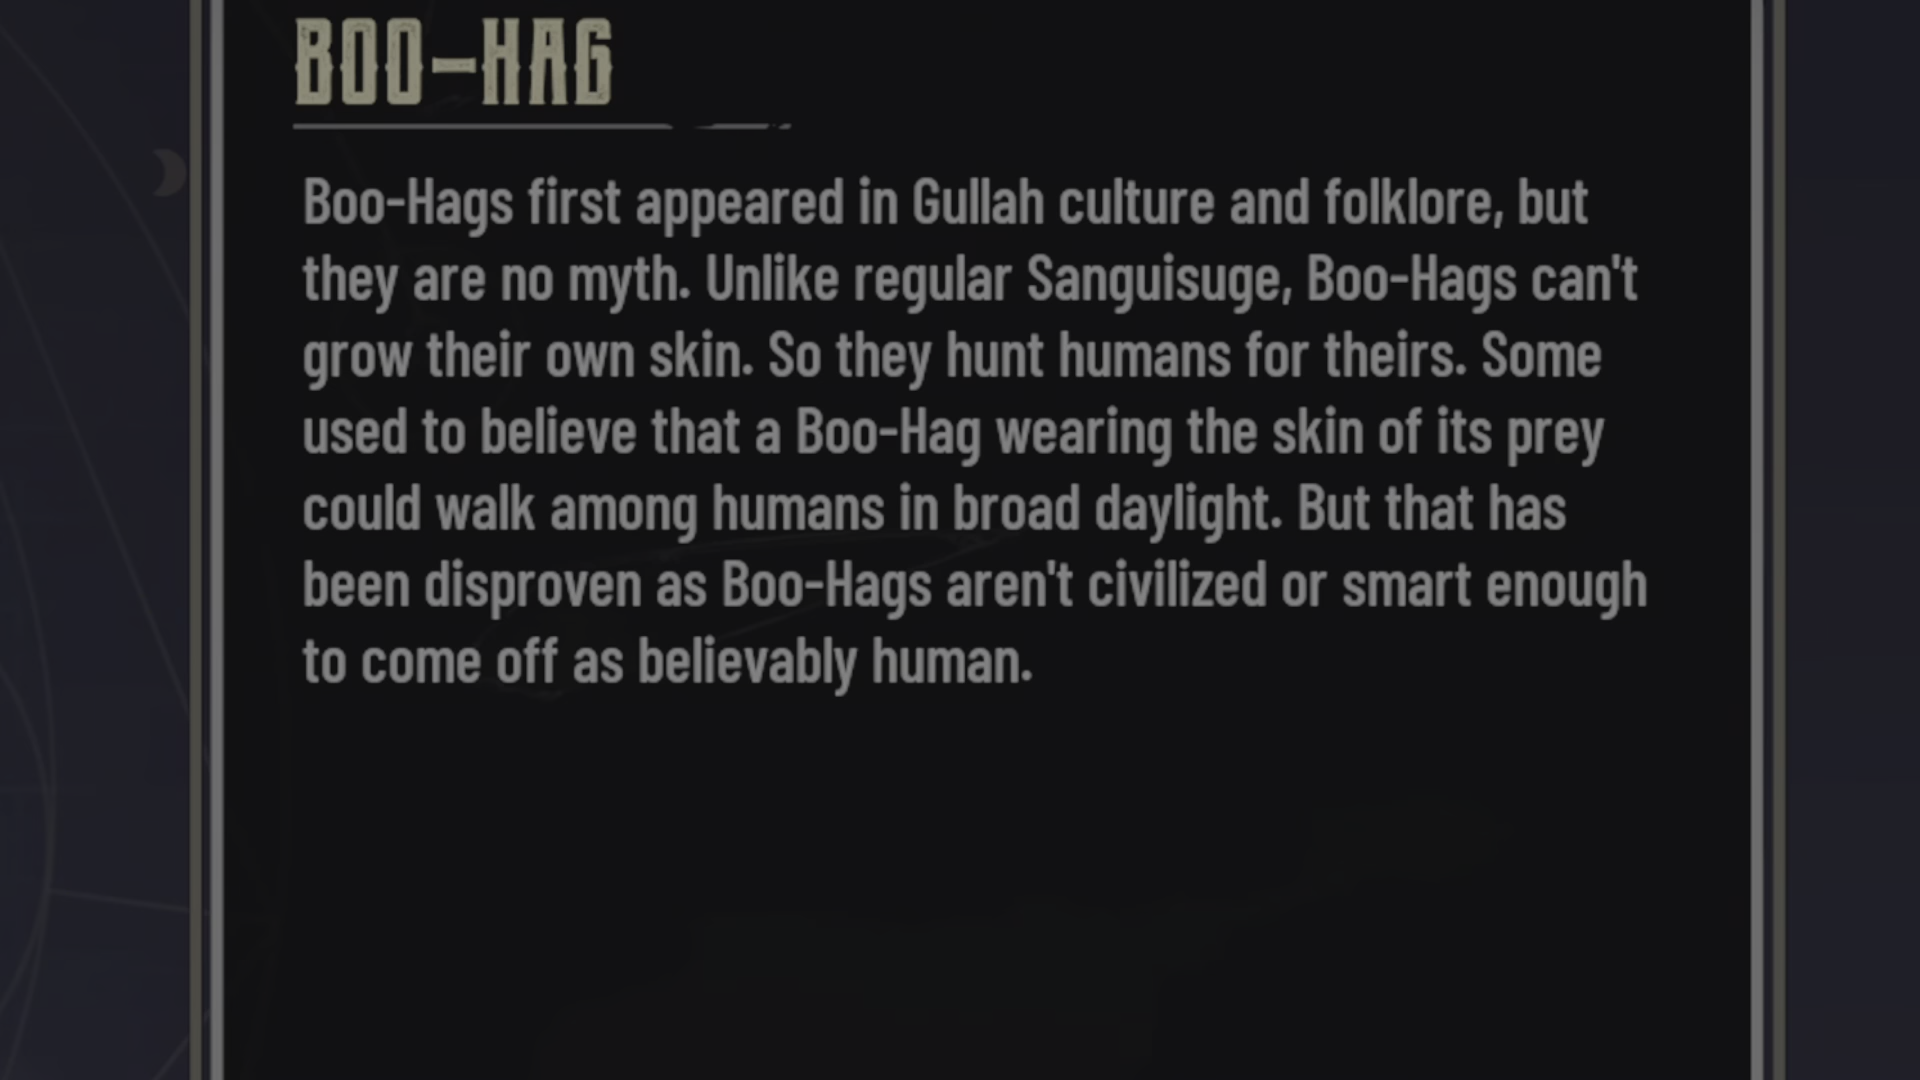 BOO-HAG
Boo-Hags first appeared in Gullah culture and folklore, but
they are no myth. Unlike regular Sanguisuge, Boo-Hags can't
grow their own skin. So they hunt humans for theirs. Some
used to believe that a Boo-Hag wearing the skin of its prey
could walk among humans in broad daylight. But that has
been disproven as Boo-Hags aren't civilized or smart enough
to come off as believably human.